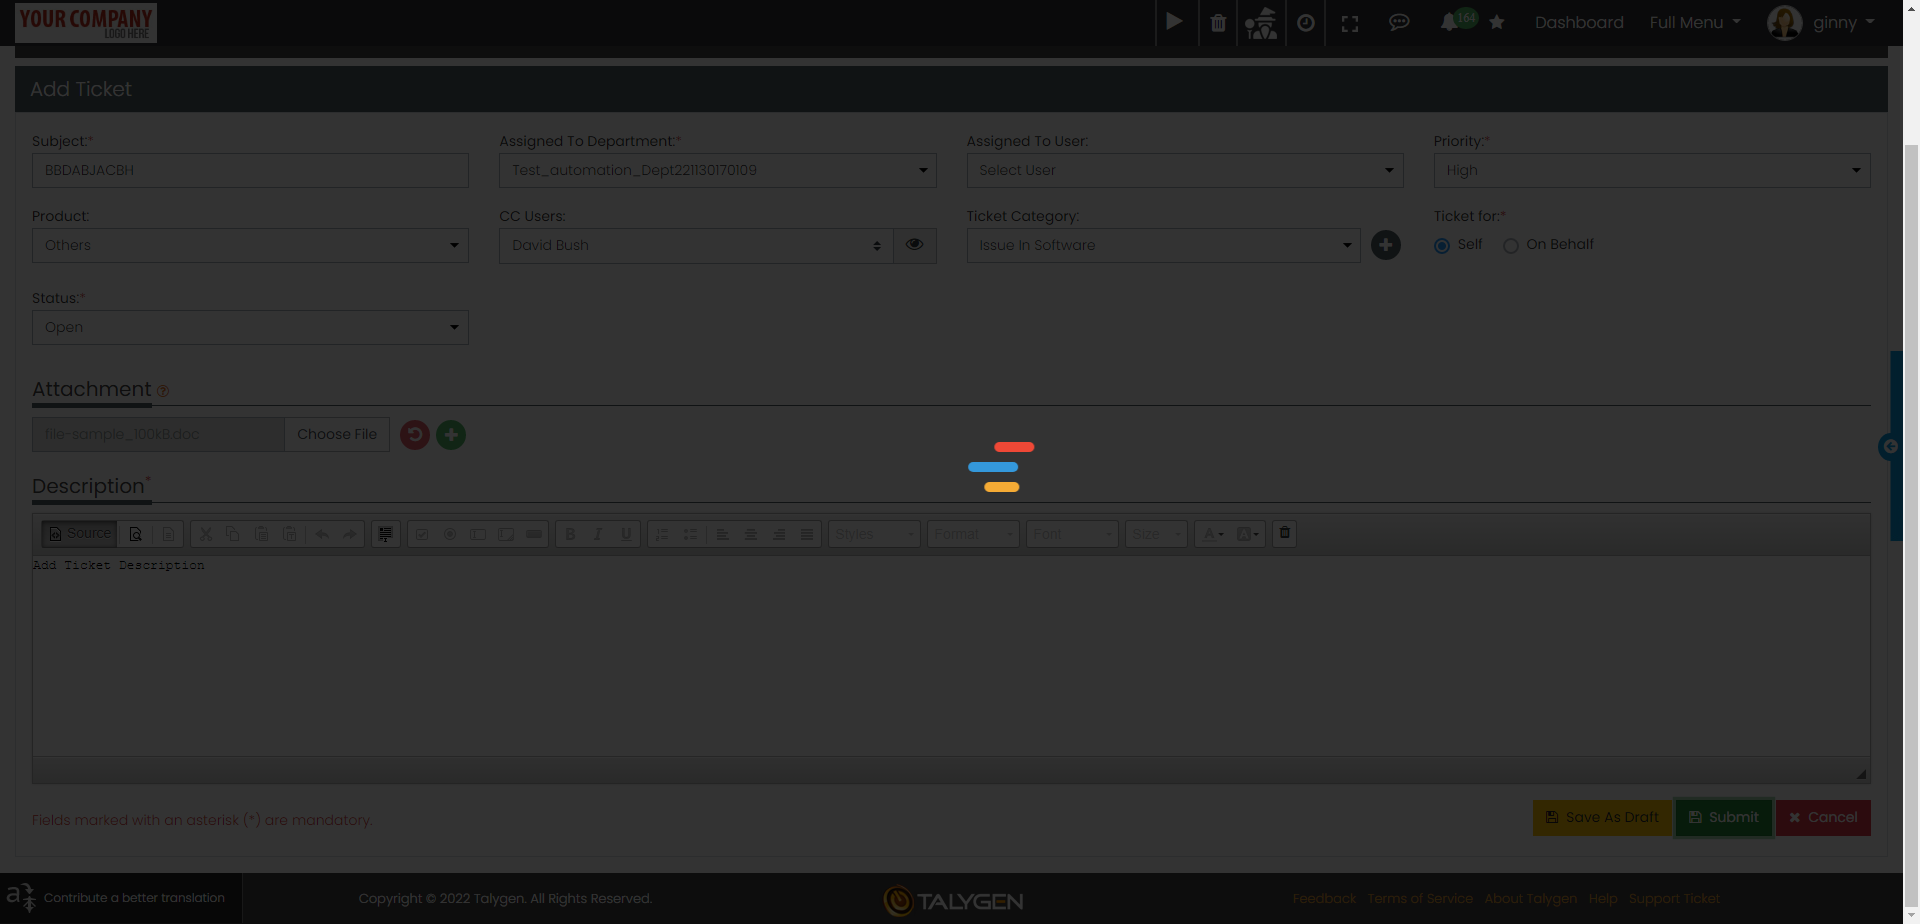 YOUR COMPANY
LOGO HERE
164
Dashboard
Full Menu
ginny
Add Ticket
Subject:*
Assigned To Department:*
Assigned To User:
Priority:*
BBDABJACBH
Test_automation_Dept221130170109
Select User
High
Product:
CC Users:
Ticket Category:
Ticket for:*
Others
David Bush
Issue In Software
Self
On Behalf
Status:*
Open
Attachment
file-sample_100kB.doc
Choose File
Description*
Source
B I U
Styles
Format
Font
Size
A
A
Add Ticket Description
Fields marked with an asterisk (*) are mandatory.
Save As Draft
Submit
Cancel
Contribute a better translation
Copyright © 2022 Talygen. All Rights Reserved.
TALYGEN
Feedback
Terms of Service
About Talygen
Help
Support Ticket